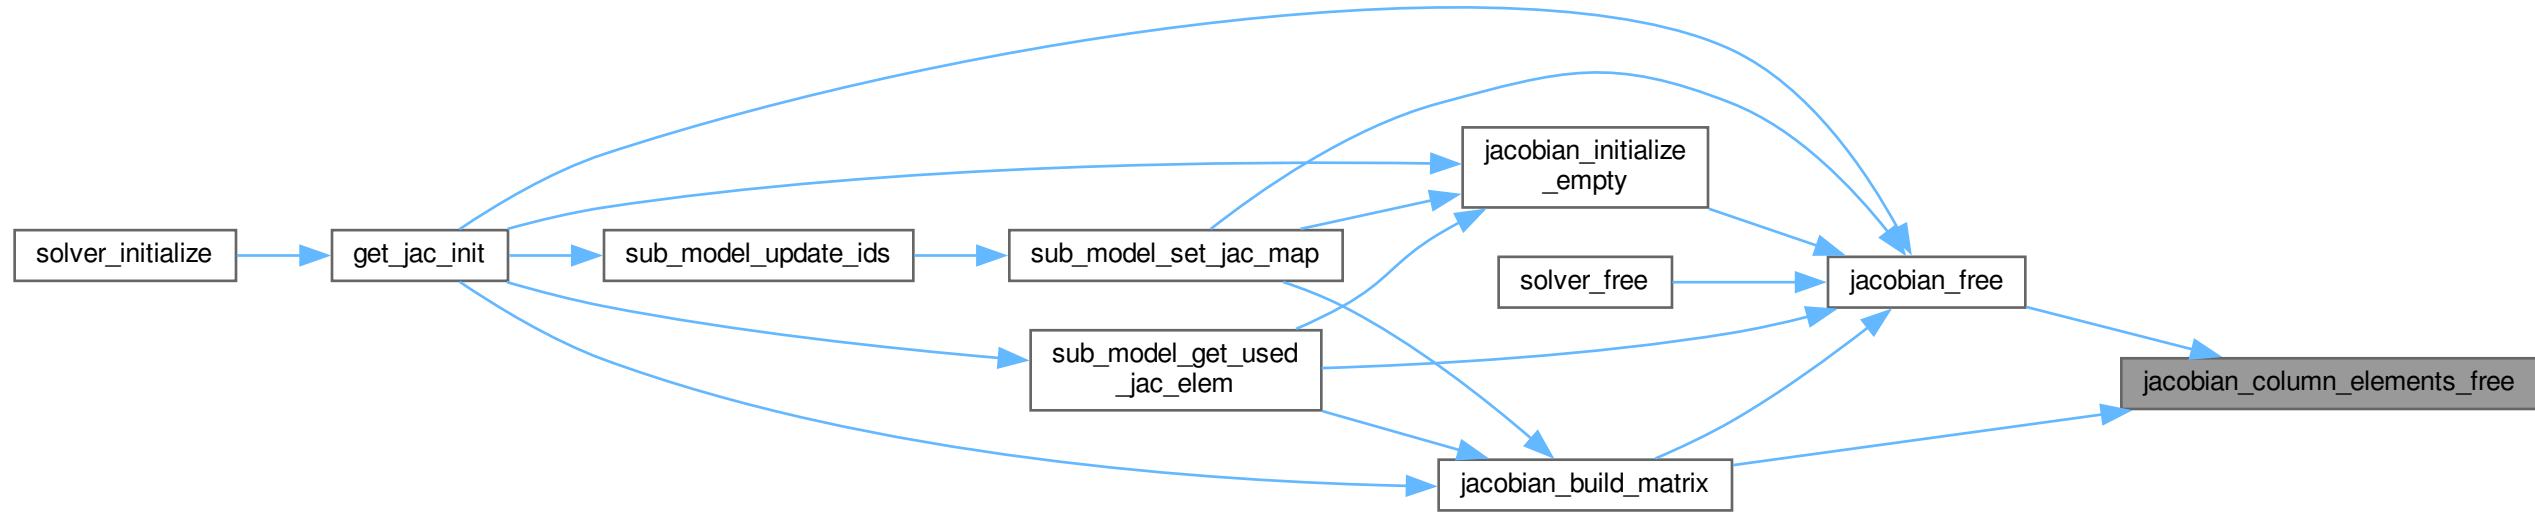 solver_initialize
get_jac_init
sub_model_update_ids
sub_model_set_jac_map
sub_model_get_used
_jac_elem
jacobian_initialize
_empty
solver_free
jacobian_build_matrix
jacobian_free
jacobian_column_elements_free